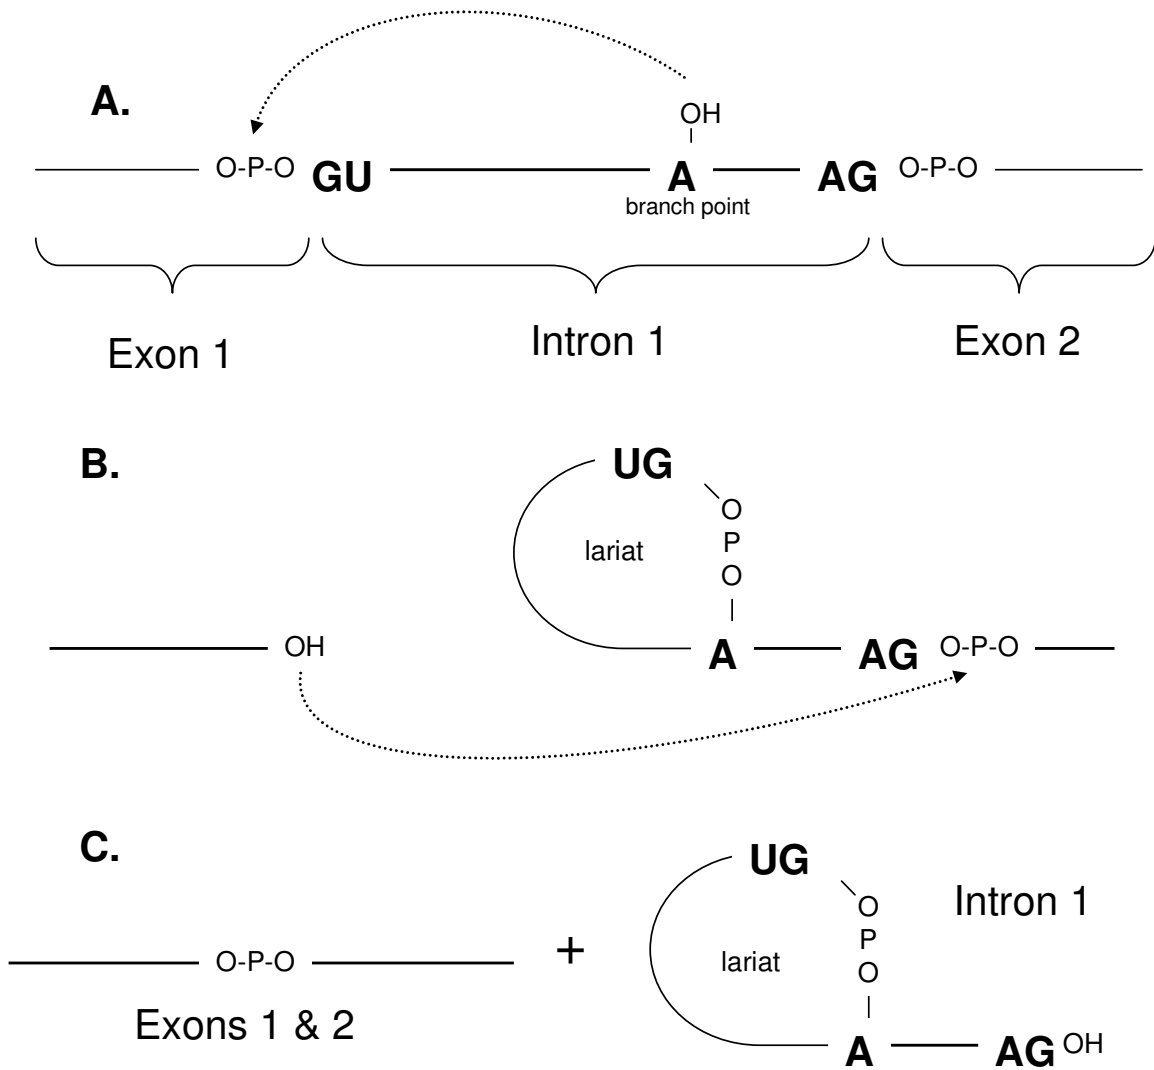 A.
OH
O-P-O GU A AG O-P-O
branch point
Exon 1 Intron 1 Exon 2
B.
UG
O
P
O
lariat
OH A AG O-P-O
C.
UG
Intron 1
O
P
O
lariat
O-P-O +
Exons 1 & 2
A AG OH